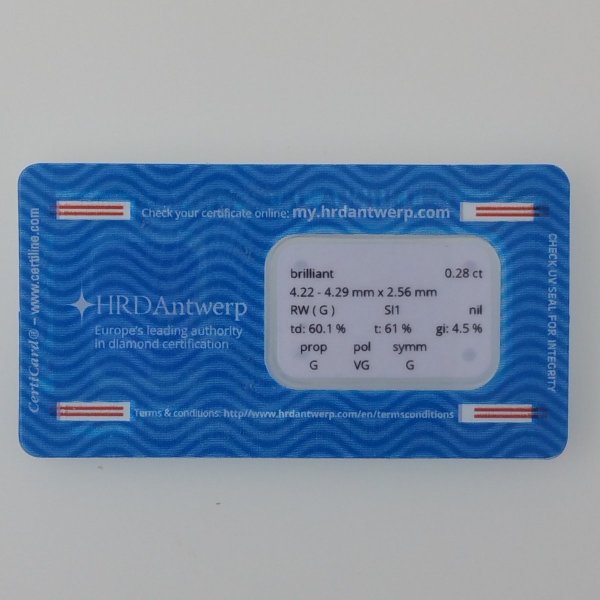 Check your certificate online: my.hrdantwerp.com
CertiCard® – www.certiline.com
HRDAntwerp
Europe's leading authority
in diamond certification
brilliant 0.28 ct
4.22 - 4.29 mm x 2.56 mm
RW ( G ) SI1 nil
td: 60.1 % t: 61 % gi: 4.5 %
prop pol symm
G VG G
CHECK UV SEAL FOR INTEGRITY
Terms & conditions: http//www.hrdantwerp.com/en/termsconditions